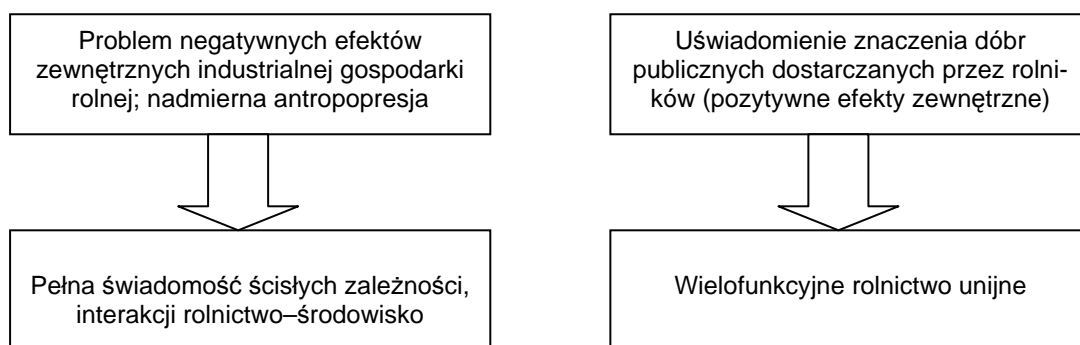 Problem negatywnych efektów
zewnętrznych industrialnej gospodarki
rolnej; nadmierna antropopresja
Uświadomienie znaczenia dóbr
publicznych dostarczanych przez rolni-
ków (pozytywne efekty zewnętrzne)
Pełna świadomość ścisłych zależności,
interakcji rolnictwo–środowisko
Wielofunkcyjne rolnictwo unijne